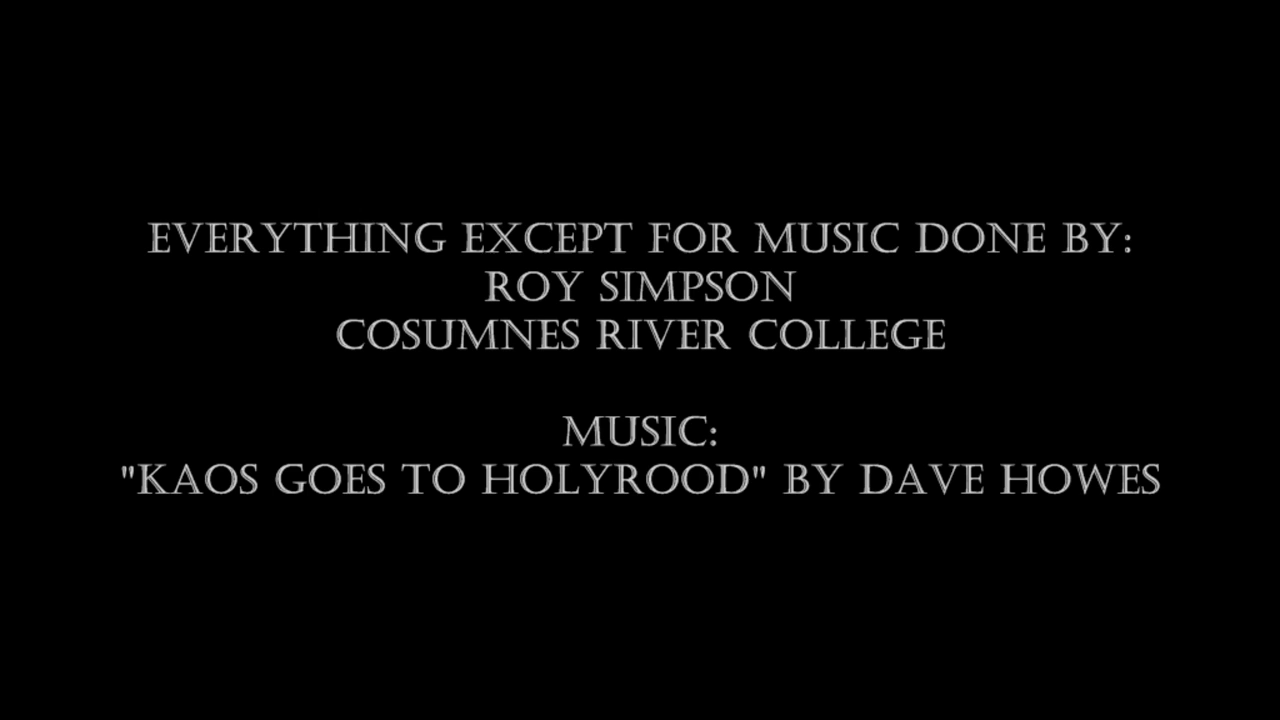 EVERYTHING EXCEPT FOR MUSIC DONE BY:
ROY SIMPSON
COSUMNES RIVER COLLEGE
MUSIC:
"KAOS GOES TO HOLYROOD" BY DAVE HOWES